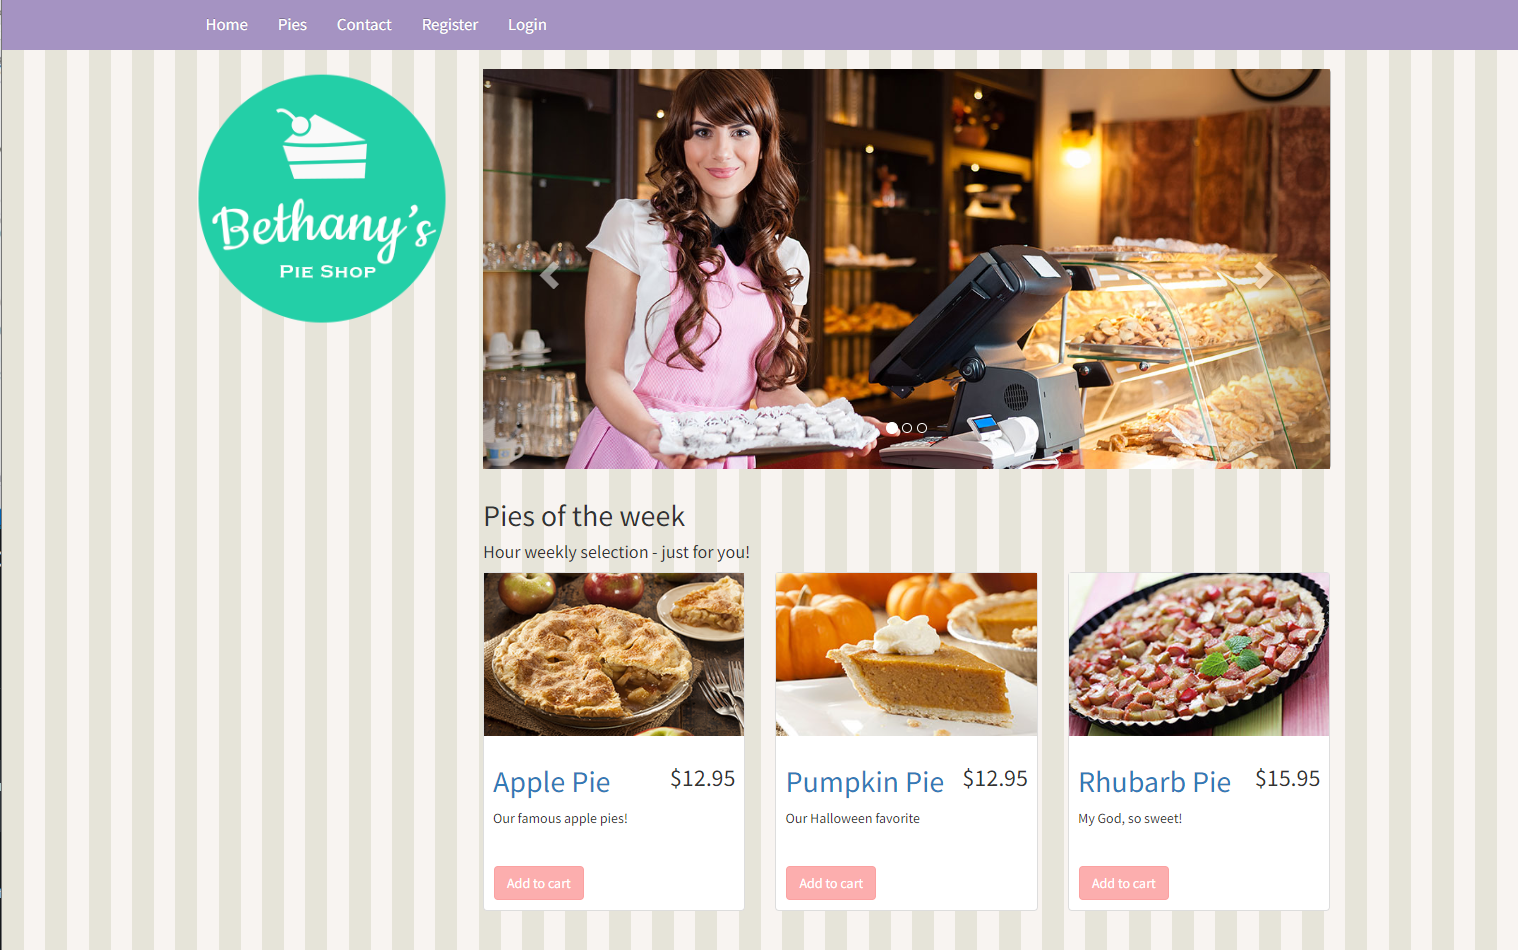 Home Pies Contact Register Login
Bethany's
PIE SHOP
Pies of the week
Hour weekly selection - just for you!
Apple Pie $12.95
Our famous apple pies!
Add to cart
Pumpkin Pie $12.95
Our Halloween favorite
Add to cart
Rhubarb Pie $15.95
My God, so sweet!
Add to cart